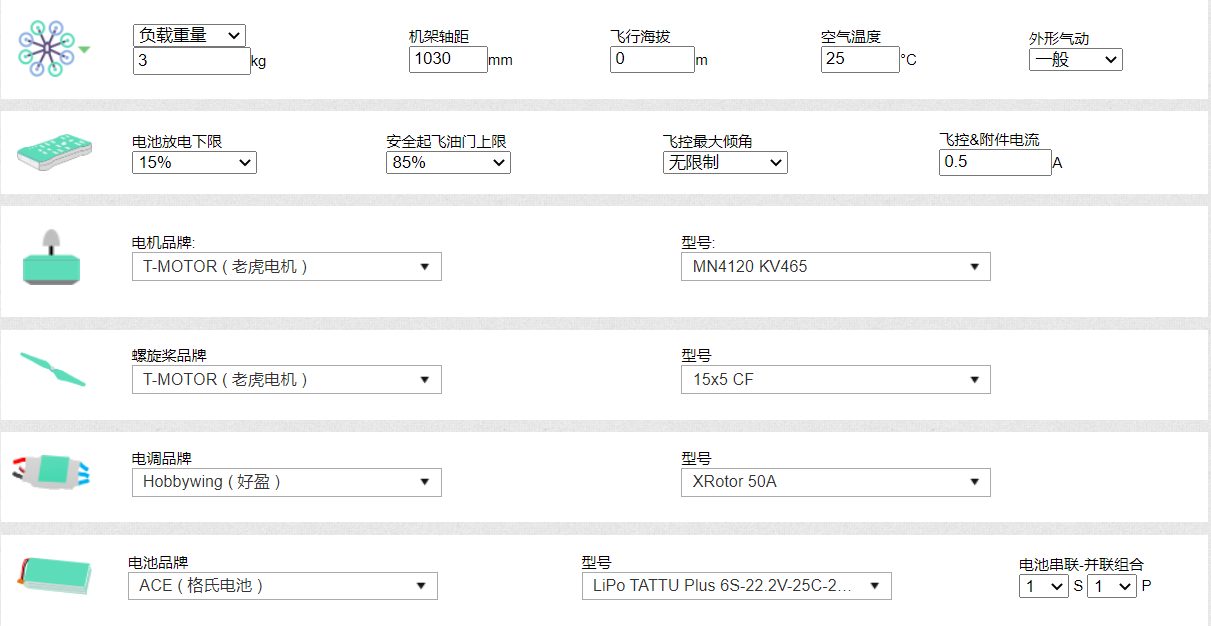 负载重量
3 kg
机架轴距
1030 mm
飞行海拔
0 m
空气温度
25 °C
外形气动
一般
电池放电下限
15%
安全起飞油门上限
85%
飞控最大倾角
无限制
飞控&附件电流
0.5 A
电机品牌:
T-MOTOR ( 老虎电机 )
型号:
MN4120 KV465
螺旋桨品牌
T-MOTOR ( 老虎电机 )
型号
15x5 CF
电调品牌
Hobbywing ( 好盈 )
型号
XRotor 50A
电池品牌
ACE ( 格氏电池 )
型号
LiPo TATTU Plus 6S-22.2V-25C-2...
电池串联-并联组合
1 S 1 P